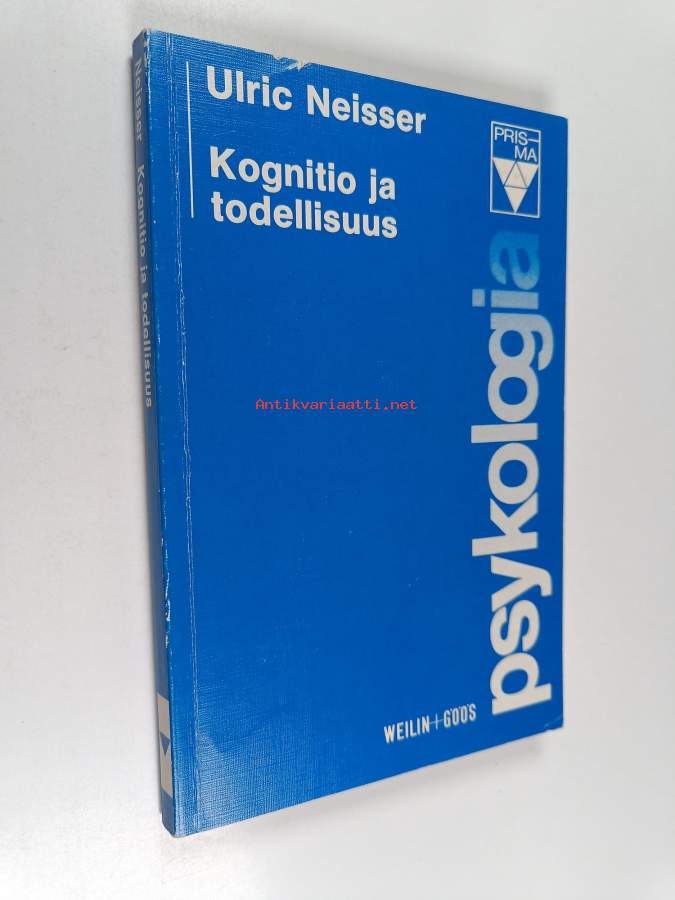 Ulric Neisser
Kognitio ja
todellisuus
PRIS–
MA
psykologia
WEILIN+GÖÖS
Neisser Kognitio ja todellisuus
Antikvariaatti.net